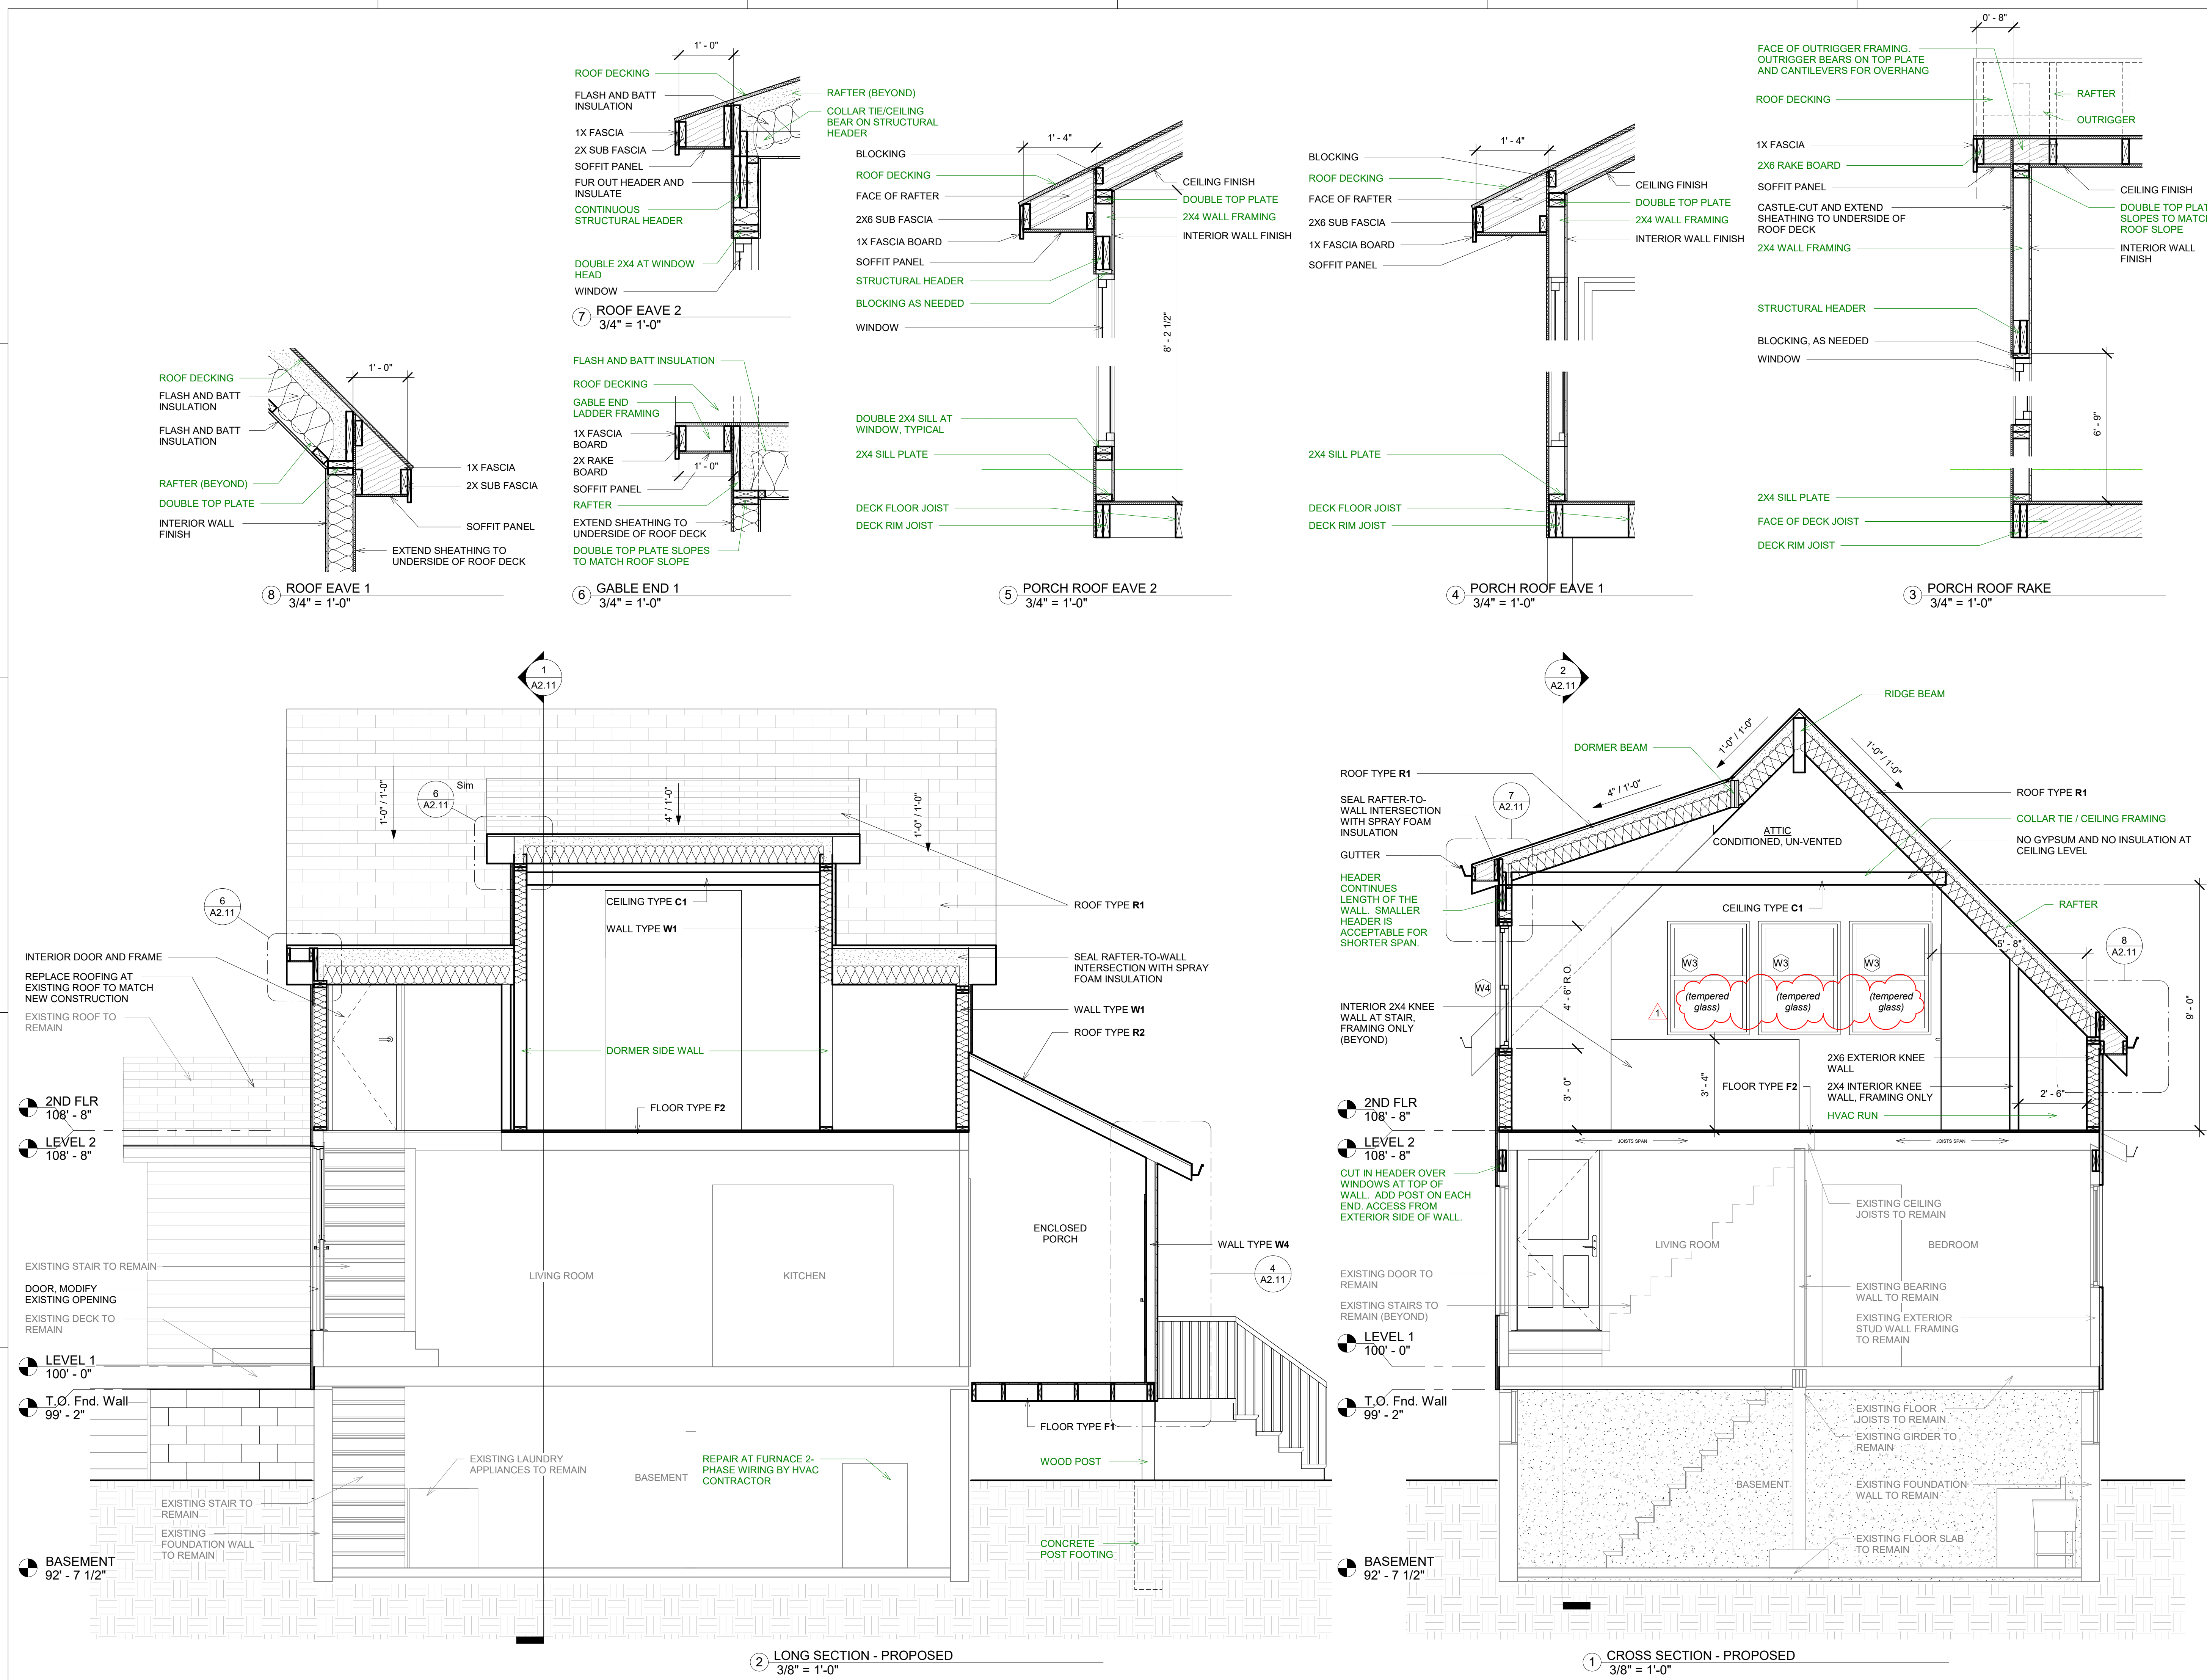 1' - 0"
ROOF DECKING
FLASH AND BATT
INSULATION
1X FASCIA
2X SUB FASCIA
SOFFIT PANEL
FUR OUT HEADER AND
INSULATE
CONTINUOUS
STRUCTURAL HEADER
DOUBLE 2X4 AT WINDOW
HEAD
WINDOW
RAFTER (BEYOND)
COLLAR TIE/CEILING
BEAR ON STRUCTURAL
HEADER
7
ROOF EAVE 2
3/4" = 1'-0"
1' - 4"
BLOCKING
ROOF DECKING
FACE OF RAFTER
2X6 SUB FASCIA
1X FASCIA BOARD
SOFFIT PANEL
STRUCTURAL HEADER
BLOCKING AS NEEDED
WINDOW
CEILING FINISH
DOUBLE TOP PLATE
2X4 WALL FRAMING
INTERIOR WALL FINISH
8' - 2 1/2"
DOUBLE 2X4 SILL AT
WINDOW, TYPICAL
2X4 SILL PLATE
DECK FLOOR JOIST
DECK RIM JOIST
5
PORCH ROOF EAVE 2
3/4" = 1'-0"
1' - 4"
BLOCKING
ROOF DECKING
FACE OF RAFTER
2X6 SUB FASCIA
1X FASCIA BOARD
SOFFIT PANEL
CEILING FINISH
DOUBLE TOP PLATE
2X4 WALL FRAMING
INTERIOR WALL FINISH
2X4 SILL PLATE
DECK FLOOR JOIST
DECK RIM JOIST
4
PORCH ROOF EAVE 1
3/4" = 1'-0"
0' - 8"
FACE OF OUTRIGGER FRAMING.
OUTRIGGER BEARS ON TOP PLATE
AND CANTILEVERS FOR OVERHANG
ROOF DECKING
RAFTER
OUTRIGGER
1X FASCIA
2X6 RAKE BOARD
SOFFIT PANEL
CASTLE-CUT AND EXTEND
SHEATHING TO UNDERSIDE OF
ROOF DECK
2X4 WALL FRAMING
CEILING FINISH
DOUBLE TOP PLAT
SLOPES TO MATCH
ROOF SLOPE
INTERIOR WALL
FINISH
STRUCTURAL HEADER
BLOCKING, AS NEEDED
WINDOW
6' - 9"
2X4 SILL PLATE
FACE OF DECK JOIST
DECK RIM JOIST
3
PORCH ROOF RAKE
3/4" = 1'-0"
1' - 0"
ROOF DECKING
FLASH AND BATT
INSULATION
FLASH AND BATT
INSULATION
RAFTER (BEYOND)
DOUBLE TOP PLATE
INTERIOR WALL
FINISH
1X FASCIA
2X SUB FASCIA
SOFFIT PANEL
EXTEND SHEATHING TO
UNDERSIDE OF ROOF DECK
8
ROOF EAVE 1
3/4" = 1'-0"
FLASH AND BATT INSULATION
ROOF DECKING
GABLE END
LADDER FRAMING
1X FASCIA
BOARD
2X RAKE
BOARD
1' - 0"
SOFFIT PANEL
RAFTER
EXTEND SHEATHING TO
UNDERSIDE OF ROOF DECK
DOUBLE TOP PLATE SLOPES
TO MATCH ROOF SLOPE
6
GABLE END 1
3/4" = 1'-0"
1
A2.11
6
A2.11
Sim
1'-0" / 1'-0"
4" / 1'-0"
1'-0" / 1'-0"
6
A2.11
CEILING TYPE C1
WALL TYPE W1
ROOF TYPE R1
INTERIOR DOOR AND FRAME
REPLACE ROOFING AT
EXISTING ROOF TO MATCH
NEW CONSTRUCTION
EXISTING ROOF TO
REMAIN
SEAL RAFTER-TO-WALL
INTERSECTION WITH SPRAY
FOAM INSULATION
WALL TYPE W1
ROOF TYPE R2
DORMER SIDE WALL
FLOOR TYPE F2
2ND FLR
108' - 8"
LEVEL 2
108' - 8"
ENCLOSED
PORCH
WALL TYPE W4
4
A2.11
EXISTING STAIR TO REMAIN
DOOR, MODIFY
EXISTING OPENING
EXISTING DECK TO
REMAIN
LIVING ROOM
KITCHEN
LEVEL 1
100' - 0"
T.O. Fnd. Wall
99' - 2"
FLOOR TYPE F1
WOOD POST
EXISTING LAUNDRY
APPLIANCES TO REMAIN
BASEMENT
REPAIR AT FURNACE 2-
PHASE WIRING BY HVAC
CONTRACTOR
EXISTING STAIR TO
REMAIN
EXISTING
FOUNDATION WALL
TO REMAIN
CONCRETE
POST FOOTING
BASEMENT
92' - 7 1/2"
2
LONG SECTION - PROPOSED
3/8" = 1'-0"
2
A2.11
RIDGE BEAM
DORMER BEAM
1'-0" / 1'-0"
1'-0" / 1'-0"
4" / 1'-0"
ROOF TYPE R1
SEAL RAFTER-TO-
WALL INTERSECTION
WITH SPRAY FOAM
INSULATION
7
A2.11
GUTTER
HEADER
CONTINUES
LENGTH OF THE
WALL. SMALLER
HEADER IS
ACCEPTABLE FOR
SHORTER SPAN.
ATTIC
CONDITIONED, UN-VENTED
ROOF TYPE R1
COLLAR TIE / CEILING FRAMING
NO GYPSUM AND NO INSULATION AT
CEILING LEVEL
CEILING TYPE C1
RAFTER
5' - 8"
8
A2.11
9' - 0"
W4
W3
W3
W3
(tempered
glass)
(tempered
glass)
(tempered
glass)
1
4' - 6" R.O.
3' - 0"
3' - 4"
INTERIOR 2X4 KNEE
WALL AT STAIR,
FRAMING ONLY
(BEYOND)
FLOOR TYPE F2
2X6 EXTERIOR KNEE
WALL
2X4 INTERIOR KNEE
WALL, FRAMING ONLY
HVAC RUN
2' - 6"
2ND FLR
108' - 8"
LEVEL 2
108' - 8"
JOISTS SPAN
JOISTS SPAN
CUT IN HEADER OVER
WINDOWS AT TOP OF
WALL. ADD POST ON EACH
END. ACCESS FROM
EXTERIOR SIDE OF WALL.
EXISTING CEILING
JOISTS TO REMAIN
LIVING ROOM
BEDROOM
EXISTING DOOR TO
REMAIN
EXISTING STAIRS TO
REMAIN (BEYOND)
EXISTING BEARING
WALL TO REMAIN
EXISTING EXTERIOR
STUD WALL FRAMING
TO REMAIN
LEVEL 1
100' - 0"
T.O. Fnd. Wall
99' - 2"
EXISTING FLOOR
JOISTS TO REMAIN
EXISTING GIRDER TO
REMAIN
BASEMENT
EXISTING FOUNDATION
WALL TO REMAIN
EXISTING FLOOR SLAB
TO REMAIN
BASEMENT
92' - 7 1/2"
1
CROSS SECTION - PROPOSED
3/8" = 1'-0"